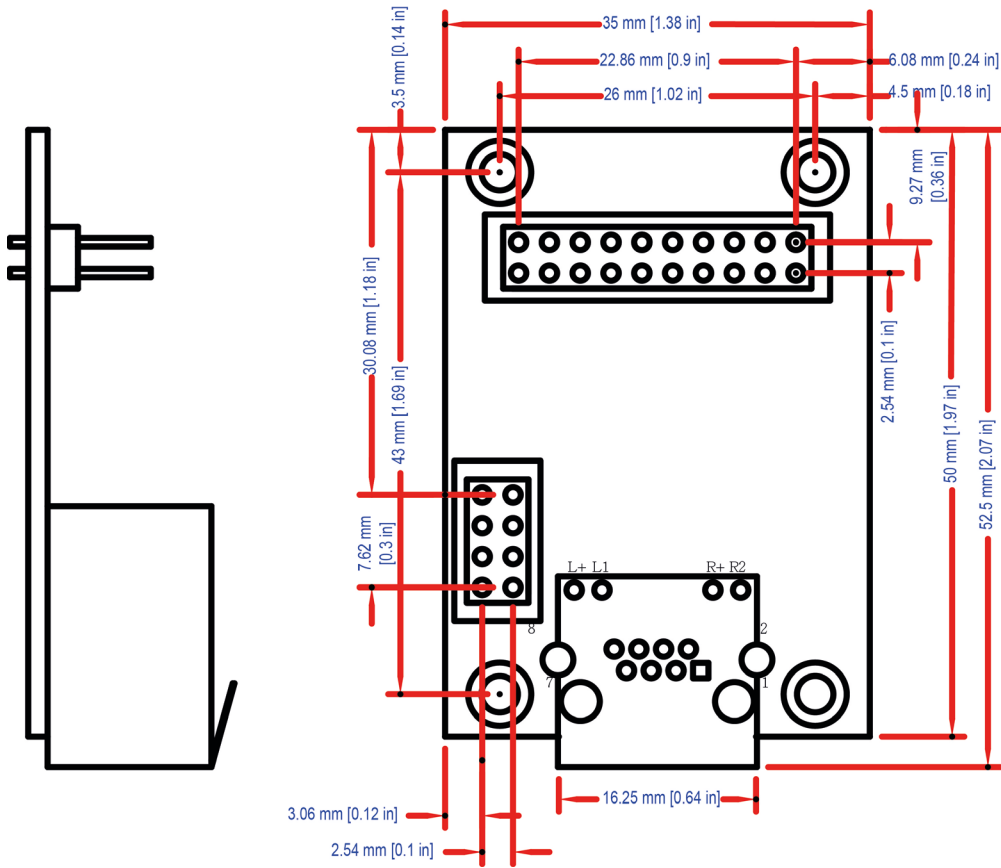 35 mm [1.38 in]
22.86 mm [0.9 in]
6.08 mm [0.24 in]
26 mm [1.02 in]
4.5 mm [0.18 in]
3.5 mm [0.14 in]
9.27 mm
[0.36 in]
30.08 mm [1.18 in]
43 mm [1.69 in]
2.54 mm [0.1 in]
50 mm [1.97 in]
52.5 mm [2.07 in]
7.62 mm
[0.3 in]
L+ L1
R+ R2
8
2
7
1
16.25 mm [0.64 in]
3.06 mm [0.12 in]
2.54 mm [0.1 in]